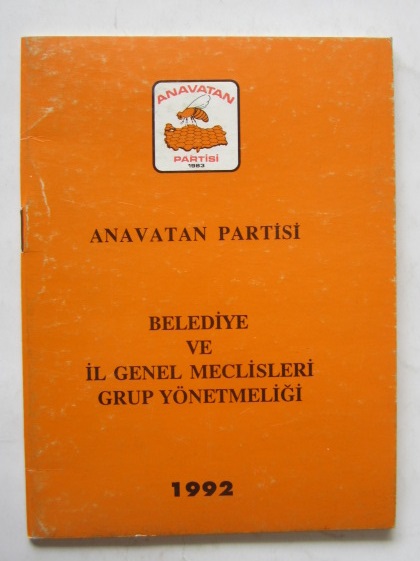 ANAVATAN
PARTİSİ
1983
ANAVATAN PARTİSİ
BELEDİYE
VE
İL GENEL MECLİSLERİ
GRUP YÖNETMELİĞİ
1992